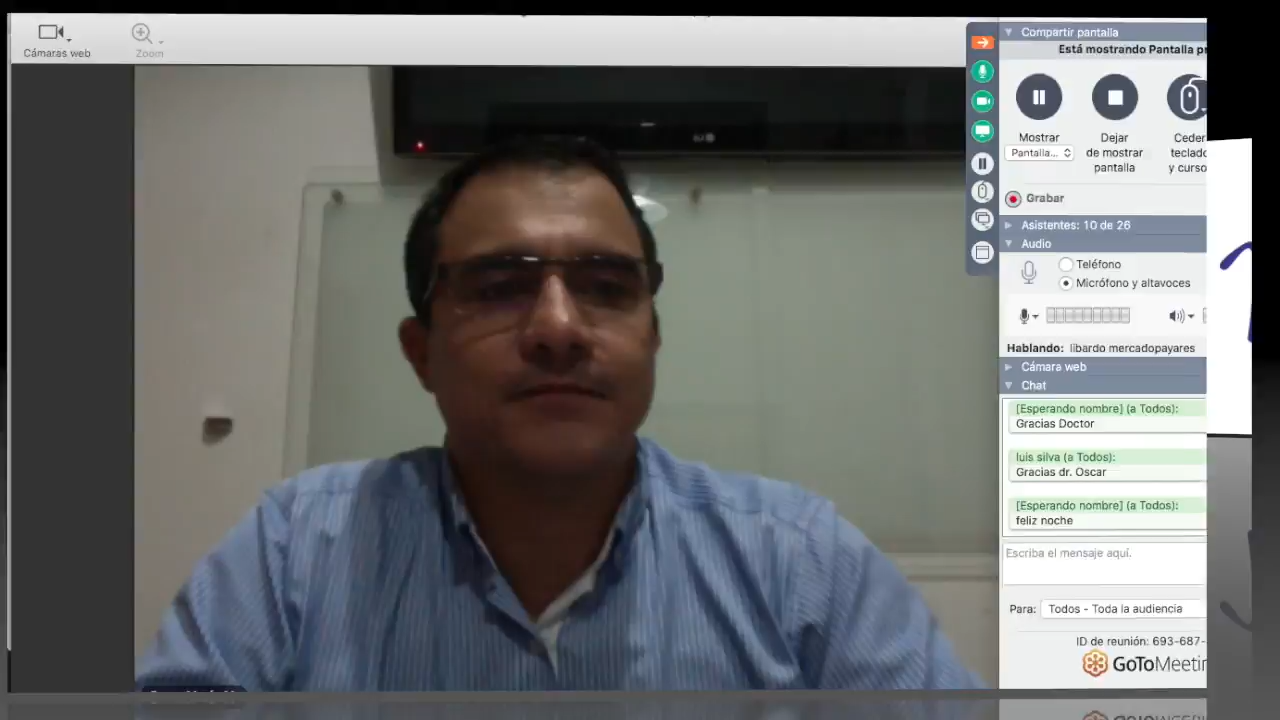 Cámaras web
Zoom
Compartir pantalla
Está mostrando Pantalla pr
Mostrar
Pantalla...
Dejar
de mostrar
pantalla
Ceder
teclado
y curso
Grabar
Asistentes: 10 de 26
Audio
Teléfono
Micrófono y altavoces
Hablando: libardo mercadopayares
Cámara web
Chat
[Esperando nombre] (a Todos):
Gracias Doctor
luis silva (a Todos):
Gracias dr. Oscar
[Esperando nombre] (a Todos):
feliz noche
Escriba el mensaje aquí.
Para: Todos - Toda la audiencia
ID de reunión: 693-687-
GoToMeetin